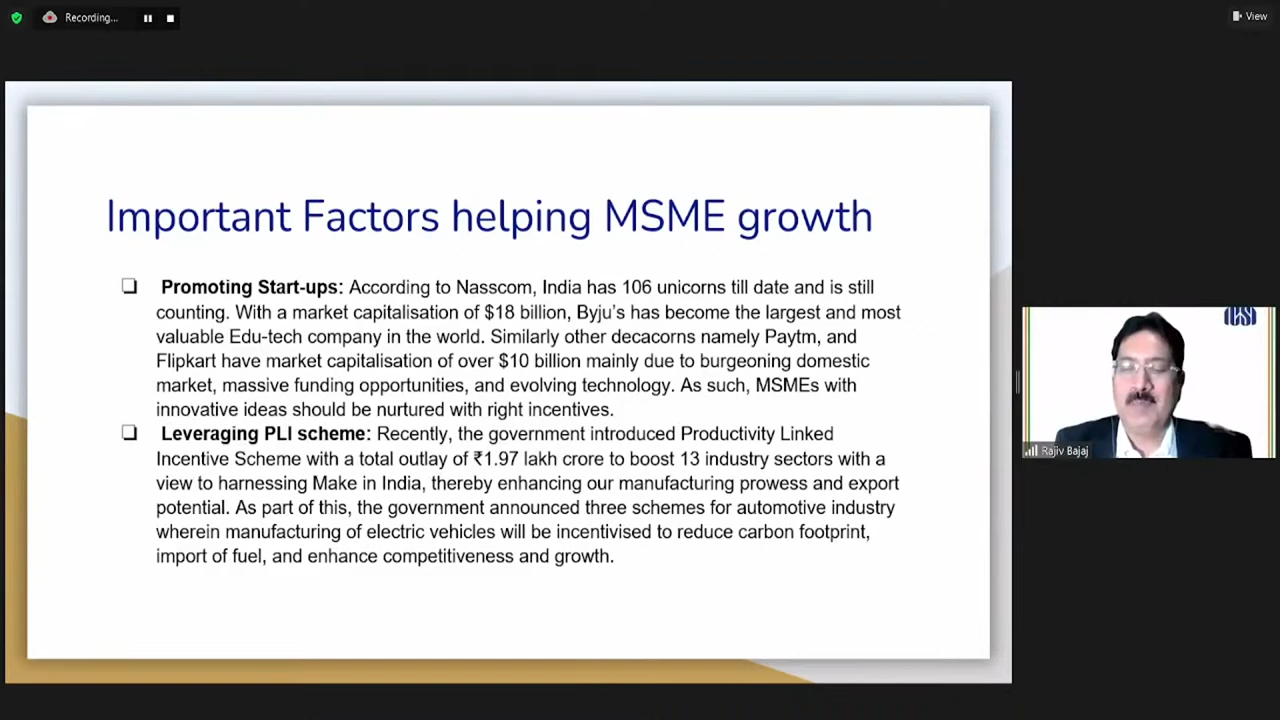 Recording...
View
Important Factors helping MSME growth
❑ Promoting Start-ups: According to Nasscom, India has 106 unicorns till date and is still
counting. With a market capitalisation of $18 billion, Byju's has become the largest and most
valuable Edu-tech company in the world. Similarly other decacorns namely Paytm, and
Flipkart have market capitalisation of over $10 billion mainly due to burgeoning domestic
market, massive funding opportunities, and evolving technology. As such, MSMEs with
innovative ideas should be nurtured with right incentives.
❑ Leveraging PLI scheme: Recently, the government introduced Productivity Linked
Incentive Scheme with a total outlay of ₹1.97 lakh crore to boost 13 industry sectors with a
view to harnessing Make in India, thereby enhancing our manufacturing prowess and export
potential. As part of this, the government announced three schemes for automotive industry
wherein manufacturing of electric vehicles will be incentivised to reduce carbon footprint,
import of fuel, and enhance competitiveness and growth.
Rajiv Bajaj